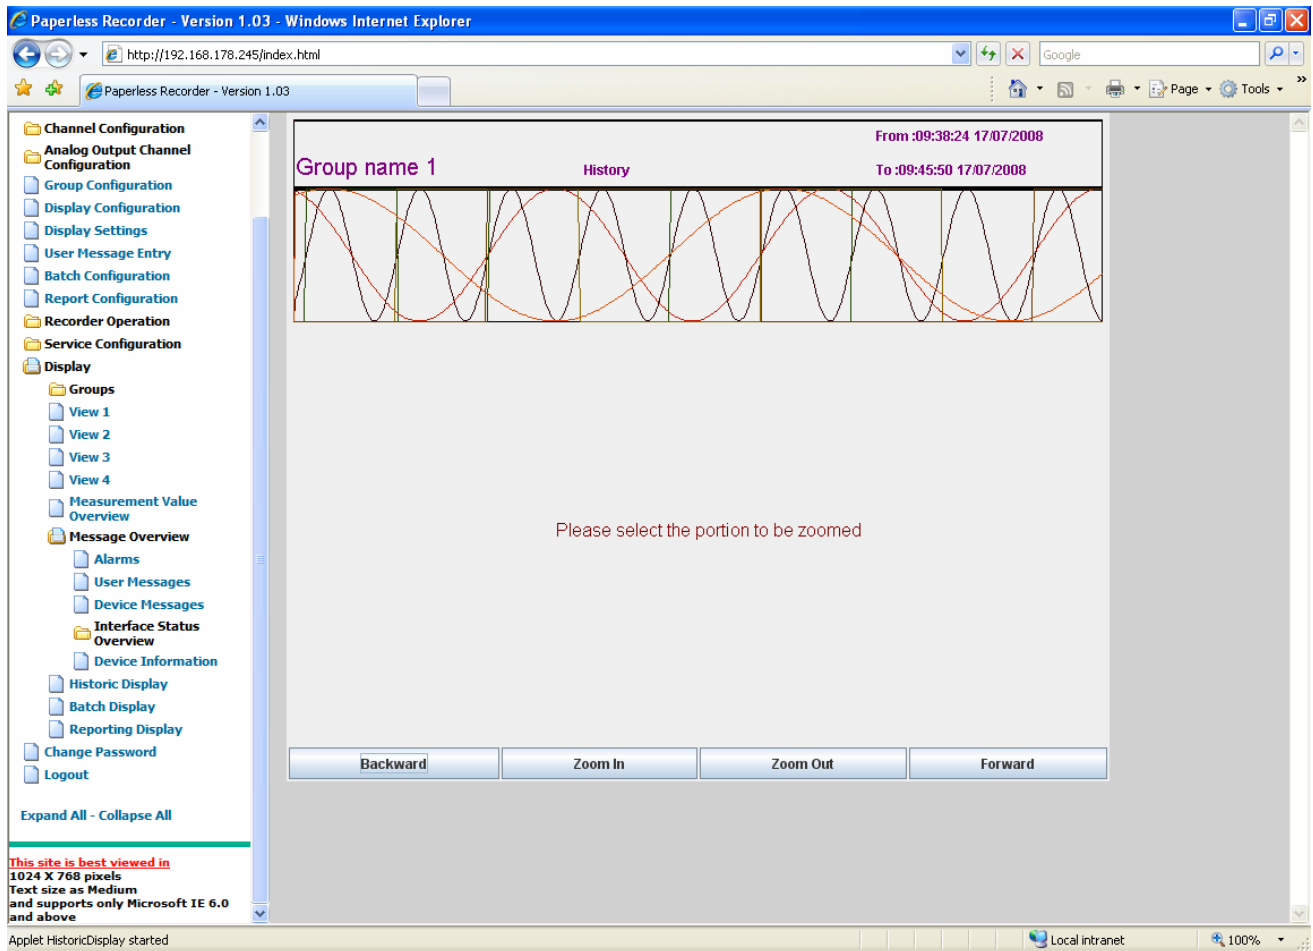 Paperless Recorder - Version 1.03 - Windows Internet Explorer
http://192.168.178.245/index.html
Google
Paperless Recorder - Version 1.03
Page
Tools
»
Channel Configuration
Analog Output Channel
Configuration
Group Configuration
Display Configuration
Display Settings
User Message Entry
Batch Configuration
Report Configuration
Recorder Operation
Service Configuration
Display
Groups
View 1
View 2
View 3
View 4
Measurement Value
Overview
Message Overview
Alarms
User Messages
Device Messages
Interface Status
Overview
Device Information
Historic Display
Batch Display
Reporting Display
Change Password
Logout
Expand All - Collapse All
This site is best viewed in
1024 X 768 pixels
Text size as Medium
and supports only Microsoft IE 6.0
and above
From :09:38:24 17/07/2008
Group name 1
History
To :09:45:50 17/07/2008
Please select the portion to be zoomed
Backward
Zoom In
Zoom Out
Forward
Applet HistoricDisplay started
Local intranet
100%